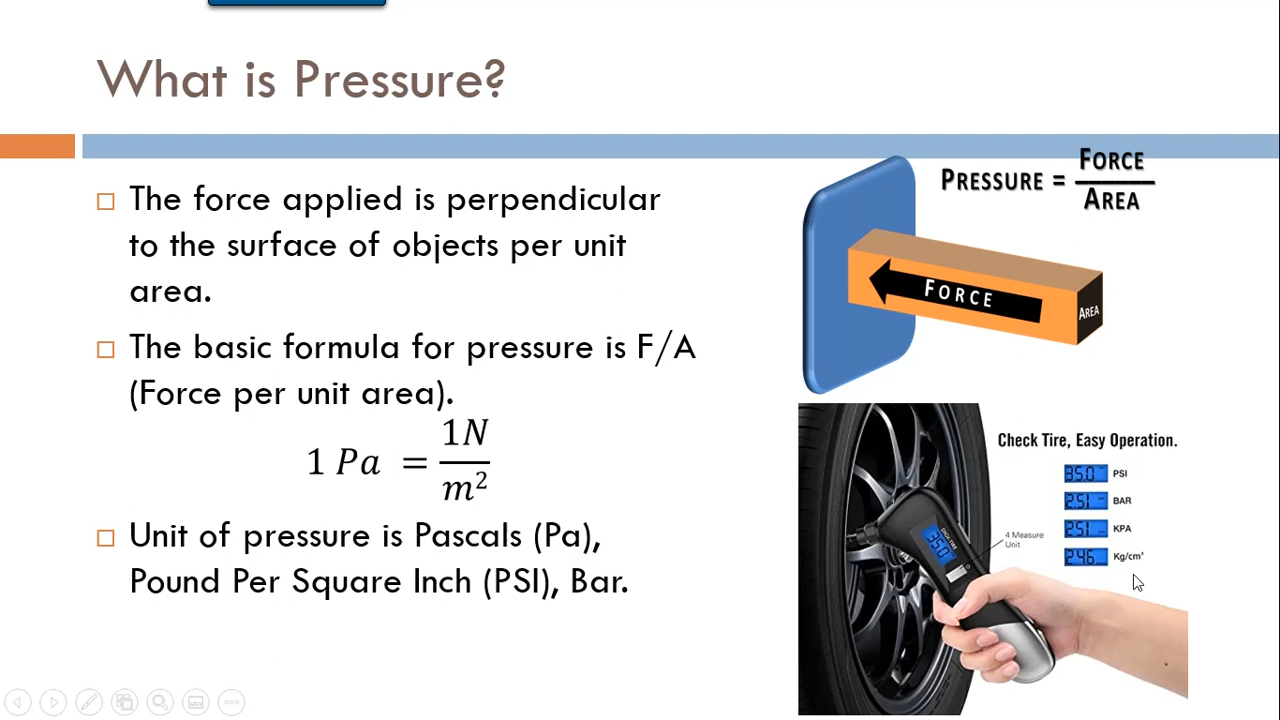 What is Pressure?
The force applied is perpendicular
to the surface of objects per unit
area.
The basic formula for pressure is F/A
(Force per unit area).
1 Pa = 1N/m²
Unit of pressure is Pascals (Pa),
Pound Per Square Inch (PSI), Bar.
PRESSURE = FORCE/AREA
FORCE
AREA
Check Tire, Easy Operation.
35.0 PSI
2.51 BAR
251 KPA
2.46 Kg/cm²
4 Measure
Unit
350